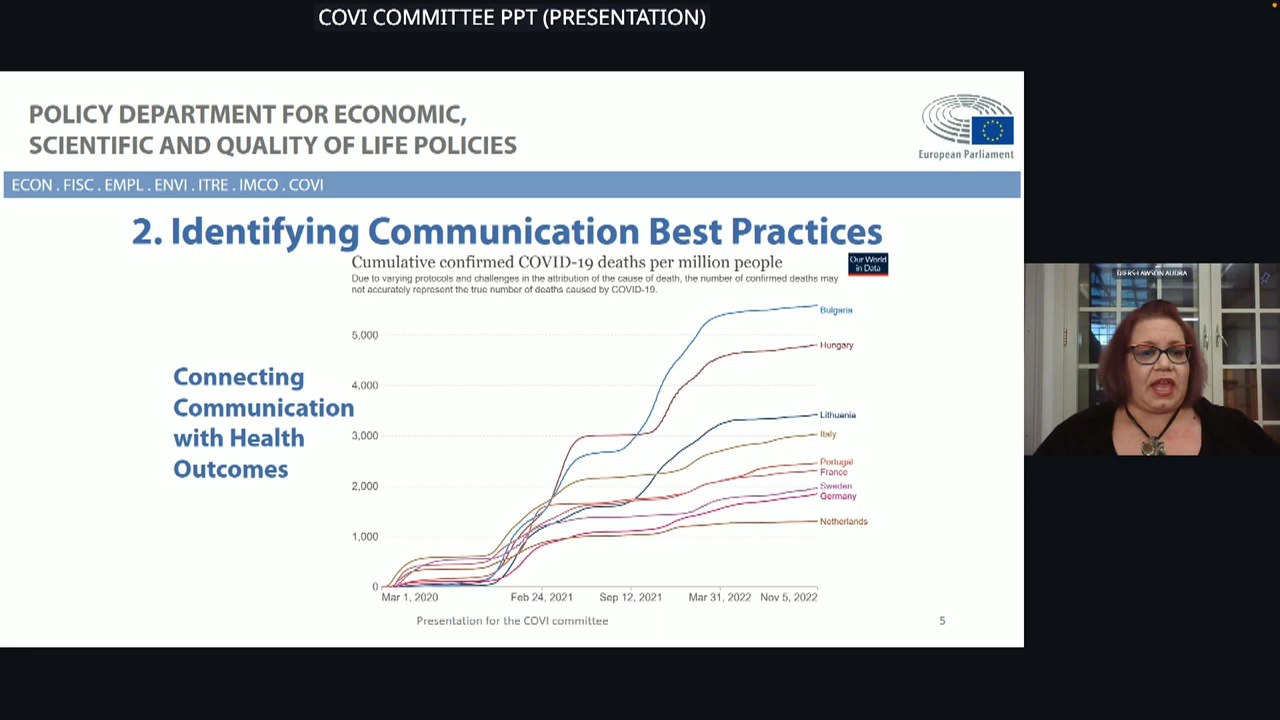 COVI COMMITTEE PPT (PRESENTATION)
POLICY DEPARTMENT FOR ECONOMIC,
SCIENTIFIC AND QUALITY OF LIFE POLICIES
European Parliament
ECON . FISC . EMPL . ENVI . ITRE . IMCO . COVI
2. Identifying Communication Best Practices
Cumulative confirmed COVID-19 deaths per million people
Our World
in Data
Due to varying protocols and challenges in the attribution of the cause of death, the number of confirmed deaths may
not accurately represent the true number of deaths caused by COVID-19.
Connecting
Communication
with Health
Outcomes
5,000
4,000
3,000
2,000
1,000
0
Bulgaria
Hungary
Lithuania
Italy
Portugal
France
Sweden
Germany
Netherlands
Mar 1, 2020
Feb 24, 2021
Sep 12, 2021
Mar 31, 2022
Nov 5, 2022
Presentation for the COVI committee
5
DIERS-LAWSON AUDRA